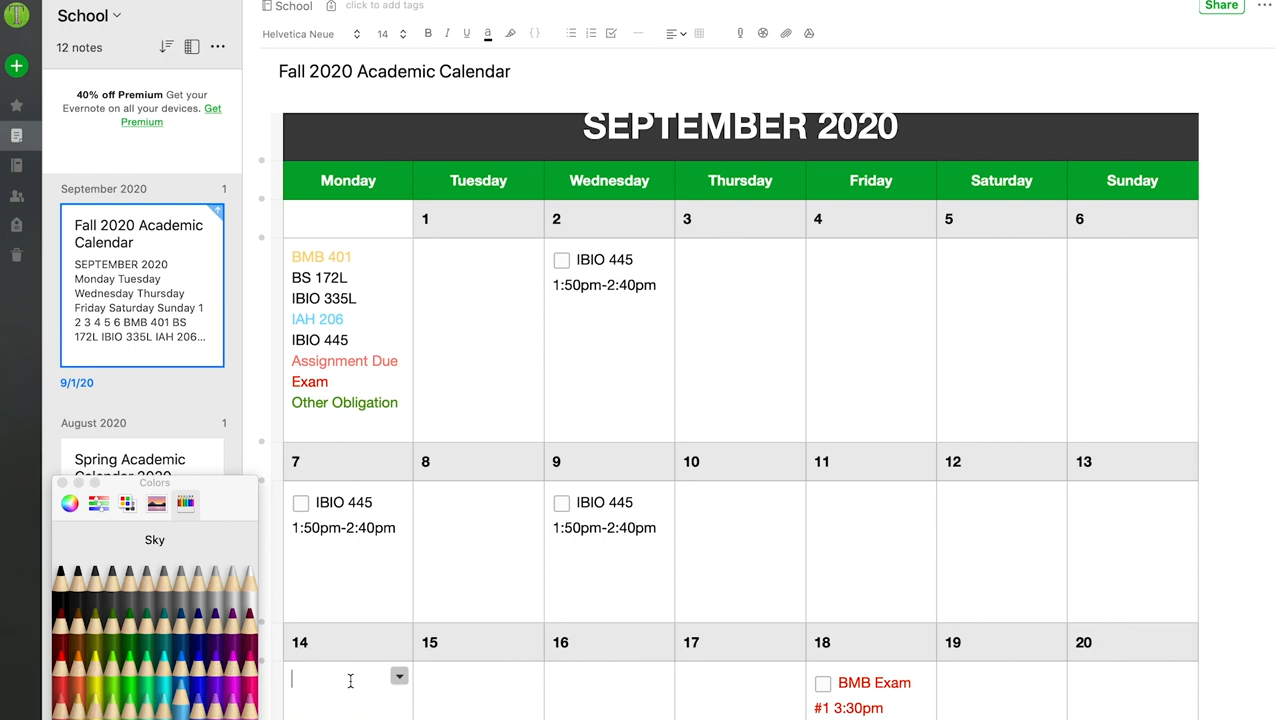 School
12 notes
40% off Premium Get your
Evernote on all your devices. Get
Premium
September 2020 1
Fall 2020 Academic
Calendar
SEPTEMBER 2020
Monday Tuesday
Wednesday Thursday
Friday Saturday Sunday 1
2 3 4 5 6 BMB 401 BS
172L IBIO 335L IAH 206...
9/1/20
August 2020 1
Spring Academic
Calendar 2020
Colors
Sky
School click to add tags
Share
Helvetica Neue 14 B I U a
Fall 2020 Academic Calendar
SEPTEMBER 2020
Monday Tuesday Wednesday Thursday Friday Saturday Sunday
1 2 3 4 5 6
BMB 401
BS 172L
IBIO 335L
IAH 206
IBIO 445
Assignment Due
Exam
Other Obligation
IBIO 445
1:50pm-2:40pm
7 8 9 10 11 12 13
IBIO 445
1:50pm-2:40pm
IBIO 445
1:50pm-2:40pm
14 15 16 17 18 19 20
BMB Exam
#1 3:30pm